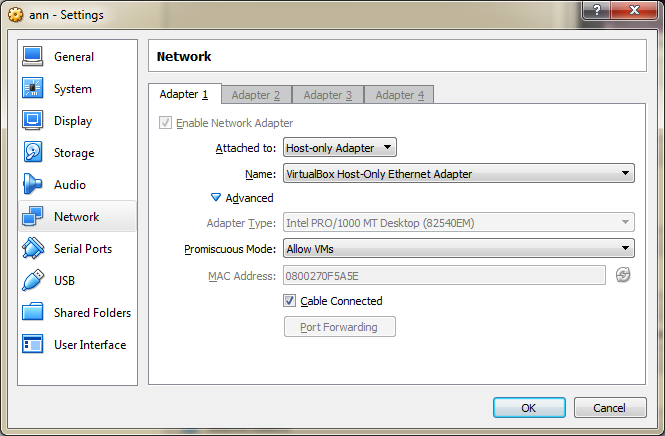 ann - Settings
General
System
Display
Storage
Audio
Network
Serial Ports
USB
Shared Folders
User Interface
Network
Adapter 1 Adapter 2 Adapter 3 Adapter 4
Enable Network Adapter
Attached to: Host-only Adapter
Name: VirtualBox Host-Only Ethernet Adapter
Advanced
Adapter Type: Intel PRO/1000 MT Desktop (82540EM)
Promiscuous Mode: Allow VMs
MAC Address: 0800270F5A5E
Cable Connected
Port Forwarding
OK Cancel